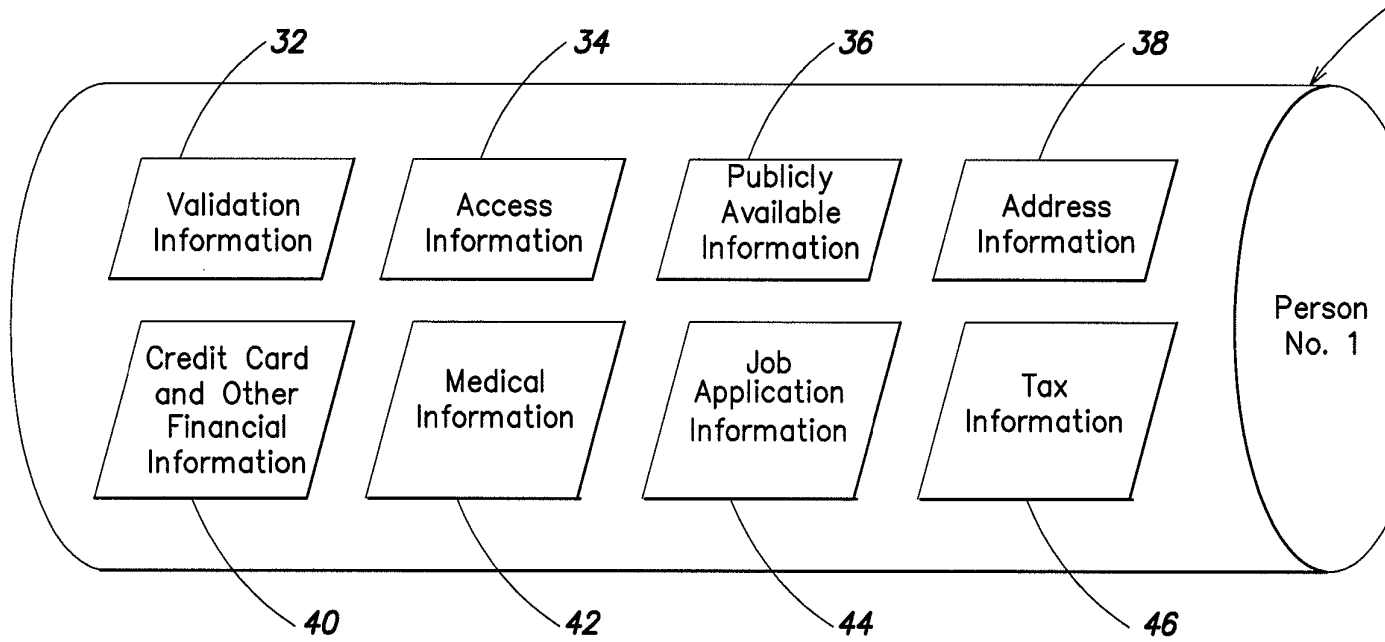 32
34
36
38
Validation
Information
Access
Information
Publicly
Available
Information
Address
Information
Person
No. 1
Credit Card
and Other
Financial
Information
Medical
Information
Job
Application
Information
Tax
Information
40
42
44
46